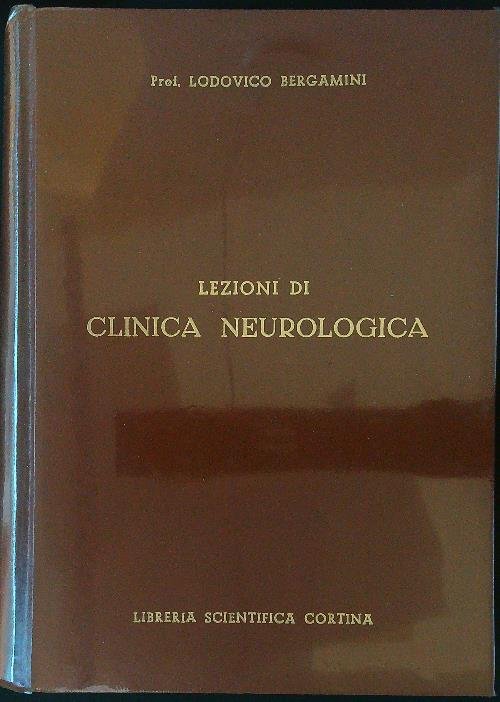 Prof. LODOVICO BERGAMINI
LEZIONI DI
CLINICA NEUROLOGICA
LIBRERIA SCIENTIFICA CORTINA